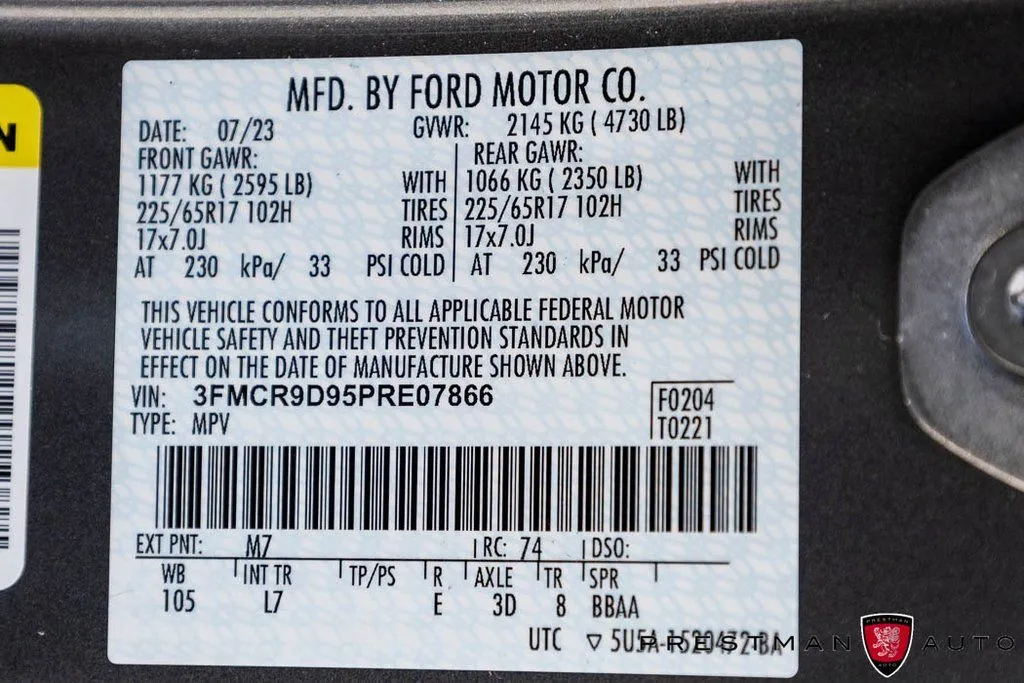 N
MFD. BY FORD MOTOR CO.
DATE: 07/23 GVWR: 2145 KG ( 4730 LB)
FRONT GAWR: REAR GAWR:
1177 KG ( 2595 LB) WITH 1066 KG ( 2350 LB) WITH
225/65R17 102H TIRES 225/65R17 102H TIRES
17x7.0J RIMS 17x7.0J RIMS
AT 230 kPa/ 33 PSI COLD AT 230 kPa/ 33 PSI COLD
THIS VEHICLE CONFORMS TO ALL APPLICABLE FEDERAL MOTOR
VEHICLE SAFETY AND THEFT PREVENTION STANDARDS IN
EFFECT ON THE DATE OF MANUFACTURE SHOWN ABOVE.
VIN: 3FMCR9D95PRE07866 F0204
TYPE: MPV T0221
EXT PNT: M7 RC: 74 DSO:
WB INT TR TP/PS R AXLE TR SPR
105 L7 E 3D 8 BBAA
UTC ▽ 5U5A-1520472-BA
PRESTMAN AUTO
PRESTMAN
AUTO